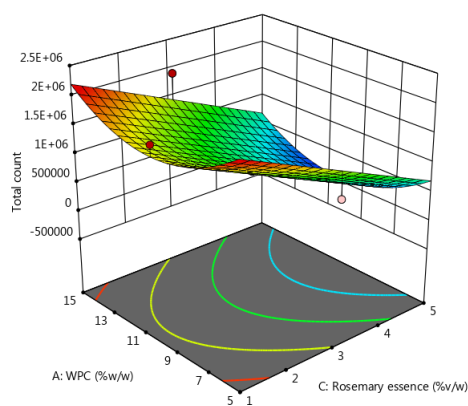 2.5E+06
2E+06
1.5E+06
1E+06
500000
0
-500000
Total count
15
13
11
9
7
5
1
2
3
4
5
A: WPC (%w/w)
C: Rosemary essence (%v/w)